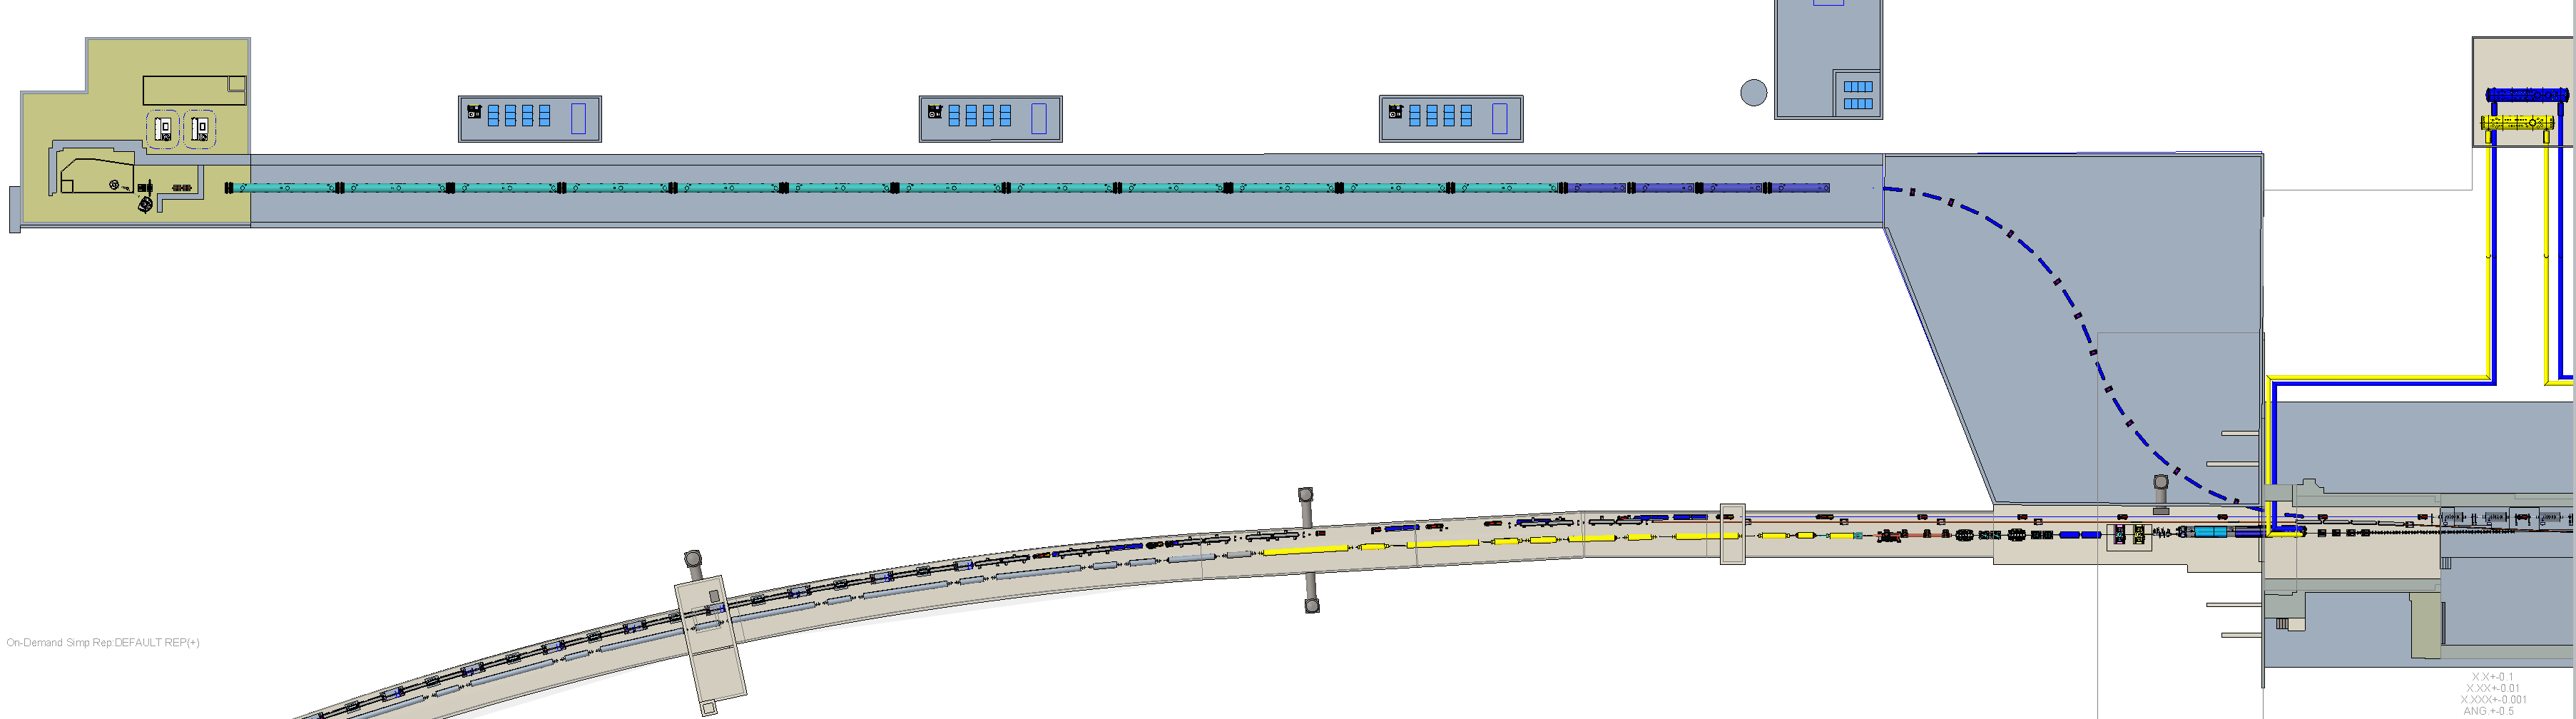 On-Demand Simp Rep:DEFAULT REP(+)
X.X+-0.1
X.XX+-0.01
X.XXX+-0.001
ANG.+-0.5